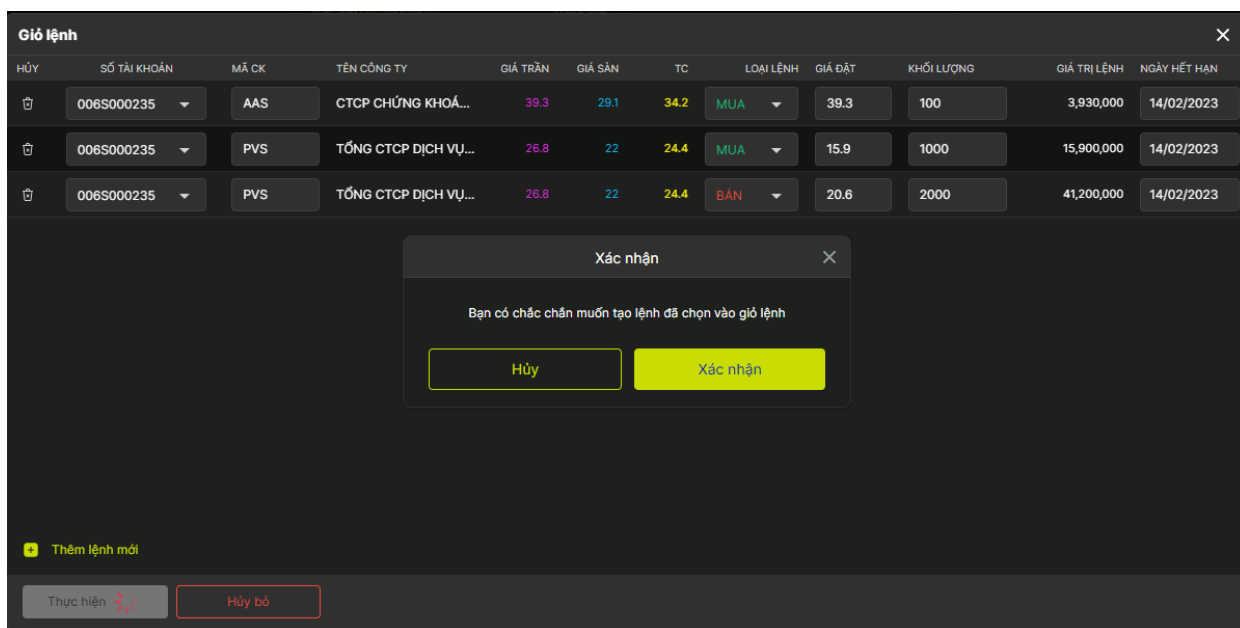 Giỏ lệnh
HỦY SỐ TÀI KHOẢN MÃ CK TÊN CÔNG TY GIÁ TRẦN GIÁ SÀN TC LOẠI LỆNH GIÁ ĐẶT KHỐI LƯỢNG GIÁ TRỊ LỆNH NGÀY HẾT HẠN
006S000235 AAS CTCP CHỨNG KHOÁ... 39.3 29.1 34.2 MUA 39.3 100 3,930,000 14/02/2023
006S000235 PVS TỔNG CTCP DỊCH VỤ... 26.8 22 24.4 MUA 15.9 1000 15,900,000 14/02/2023
006S000235 PVS TỔNG CTCP DỊCH VỤ... 26.8 22 24.4 BÁN 20.6 2000 41,200,000 14/02/2023
Xác nhận
Bạn có chắc chắn muốn tạo lệnh đã chọn vào giỏ lệnh
Hủy Xác nhận
Thêm lệnh mới
Thực hiện Hủy bỏ